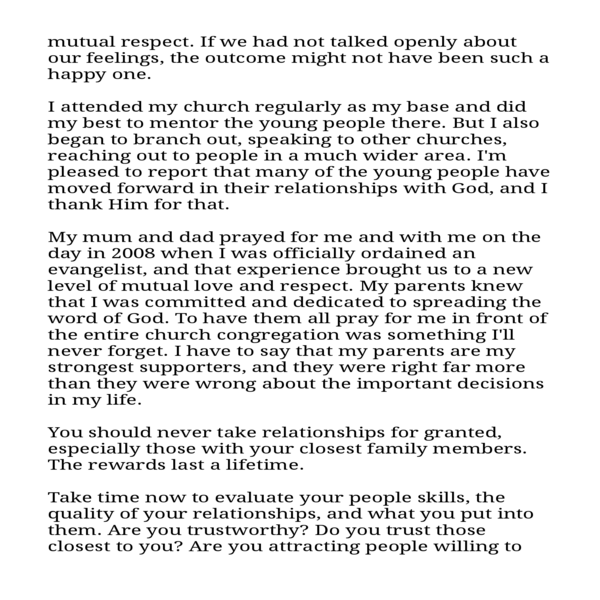 mutual respect. If we had not talked openly about
our feelings, the outcome might not have been such a
happy one.
I attended my church regularly as my base and did
my best to mentor the young people there. But I also
began to branch out, speaking to other churches,
reaching out to people in a much wider area. I'm
pleased to report that many of the young people have
moved forward in their relationships with God, and I
thank Him for that.
My mum and dad prayed for me and with me on the
day in 2008 when I was officially ordained an
evangelist, and that experience brought us to a new
level of mutual love and respect. My parents knew
that I was committed and dedicated to spreading the
word of God. To have them all pray for me in front of
the entire church congregation was something I'll
never forget. I have to say that my parents are my
strongest supporters, and they were right far more
than they were wrong about the important decisions
in my life.
You should never take relationships for granted,
especially those with your closest family members.
The rewards last a lifetime.
Take time now to evaluate your people skills, the
quality of your relationships, and what you put into
them. Are you trustworthy? Do you trust those
closest to you? Are you attracting people willing to